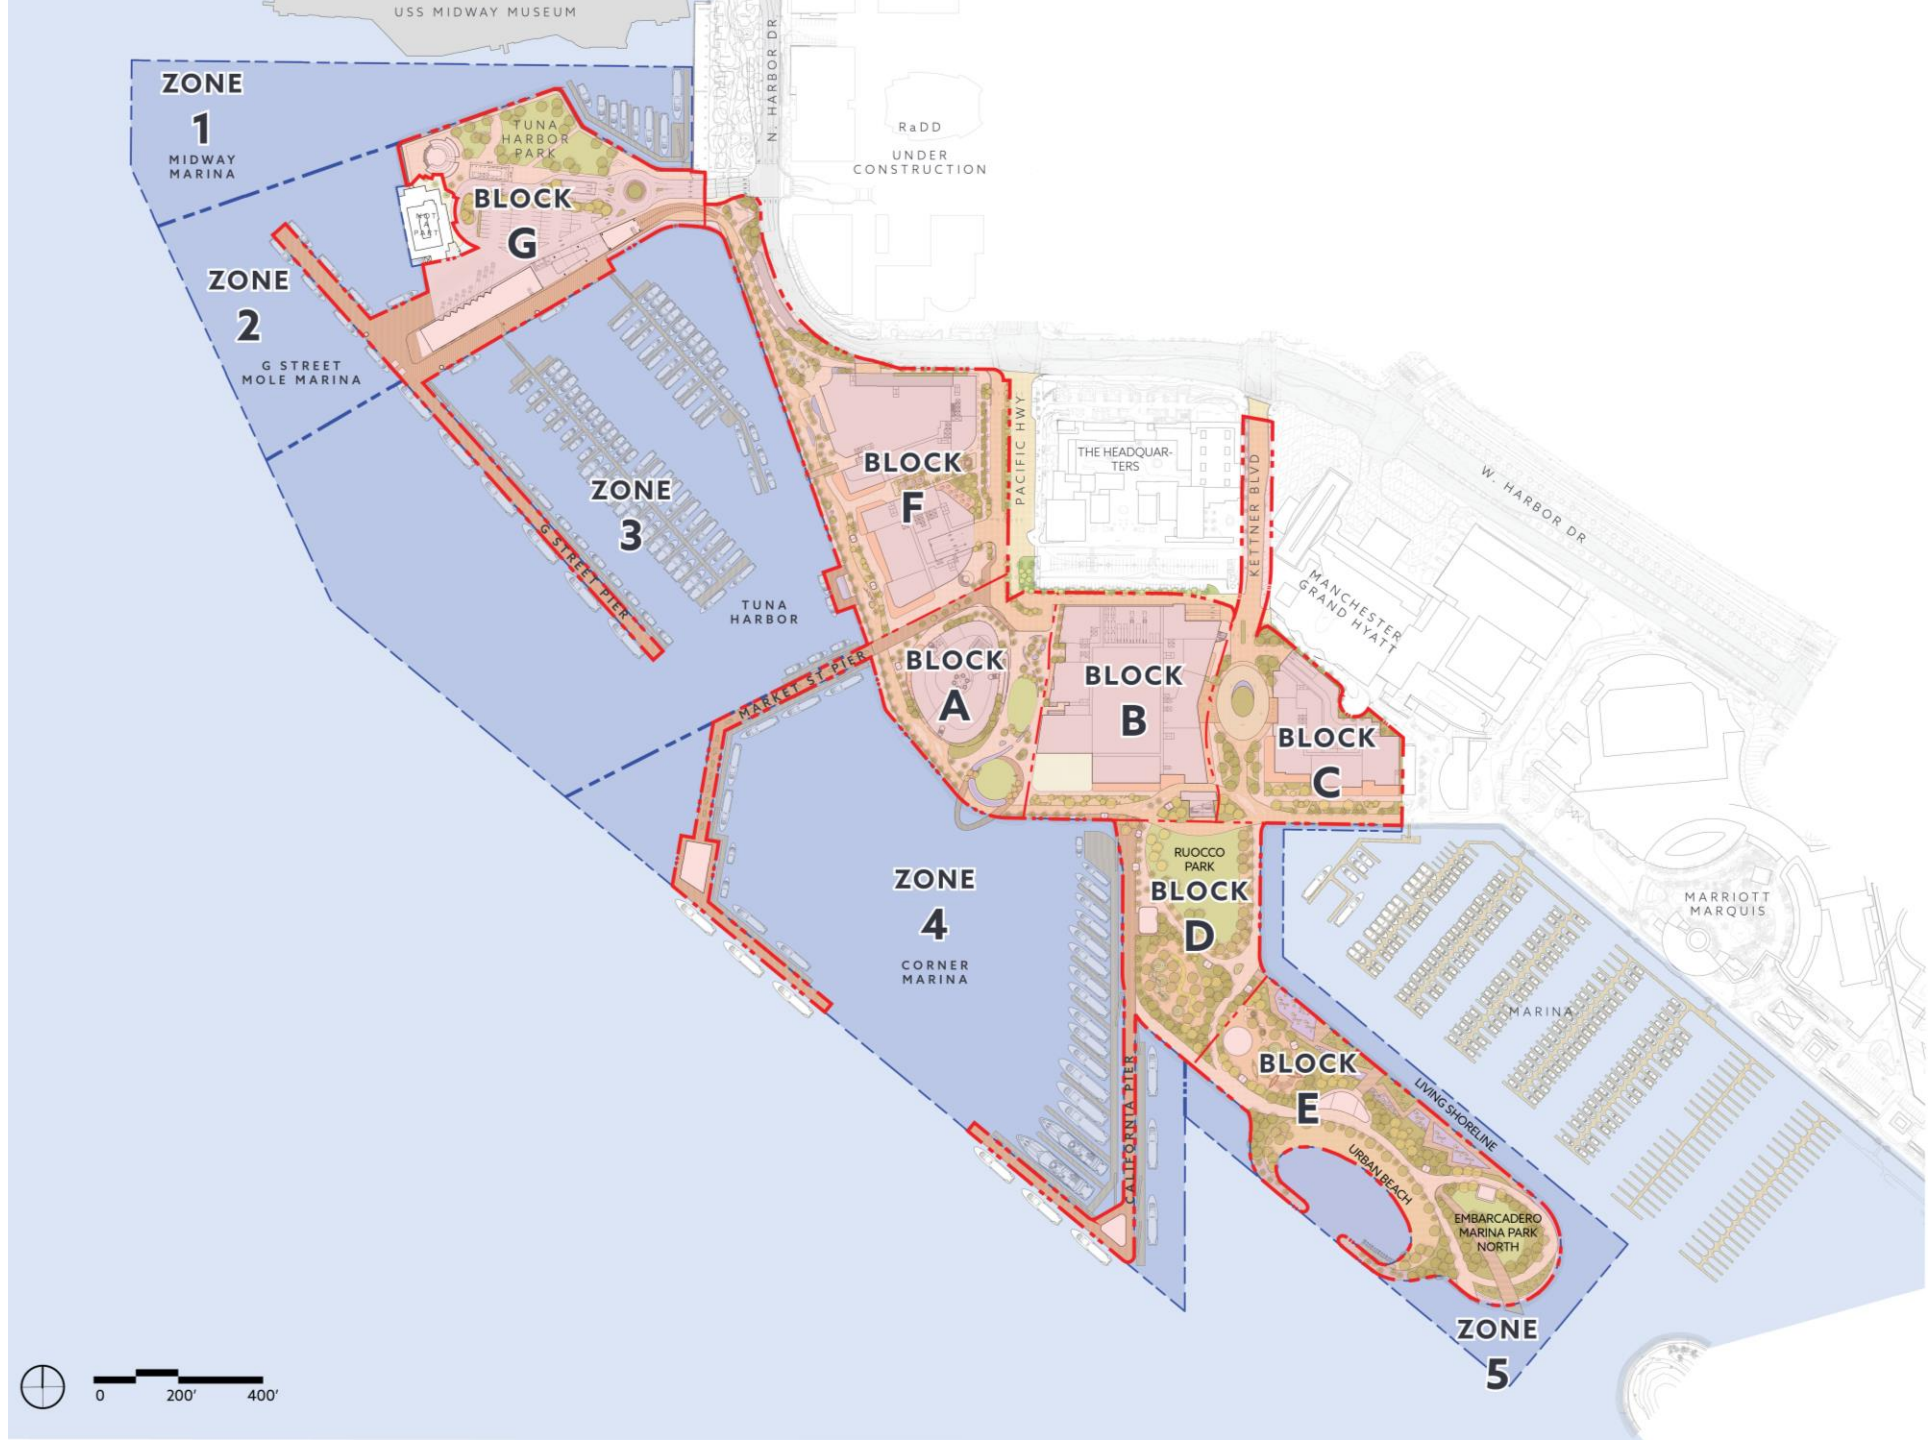 USS MIDWAY MUSEUM
N. HARBOR DR
ZONE
1
MIDWAY
MARINA
TUNA
HARBOR
PARK
RaDD
UNDER
CONSTRUCTION
BLOCK
G
NOT
A
PART
ZONE
2
G STREET
MOLE MARINA
ZONE
3
G STREET PIER
TUNA
HARBOR
BLOCK
F
PACIFIC HWY
THE HEADQUAR-
TERS
KETTNER BLVD
W. HARBOR DR
MANCHESTER
GRAND HYATT
MARKET ST PIER
BLOCK
A
BLOCK
B
BLOCK
C
RUOCCO
PARK
BLOCK
D
ZONE
4
CORNER
MARINA
MARRIOTT
MARQUIS
MARINA
CALIFORNIA PIER
BLOCK
E
LIVING SHORELINE
URBAN BEACH
EMBARCADERO
MARINA PARK
NORTH
ZONE
5
0 200' 400'